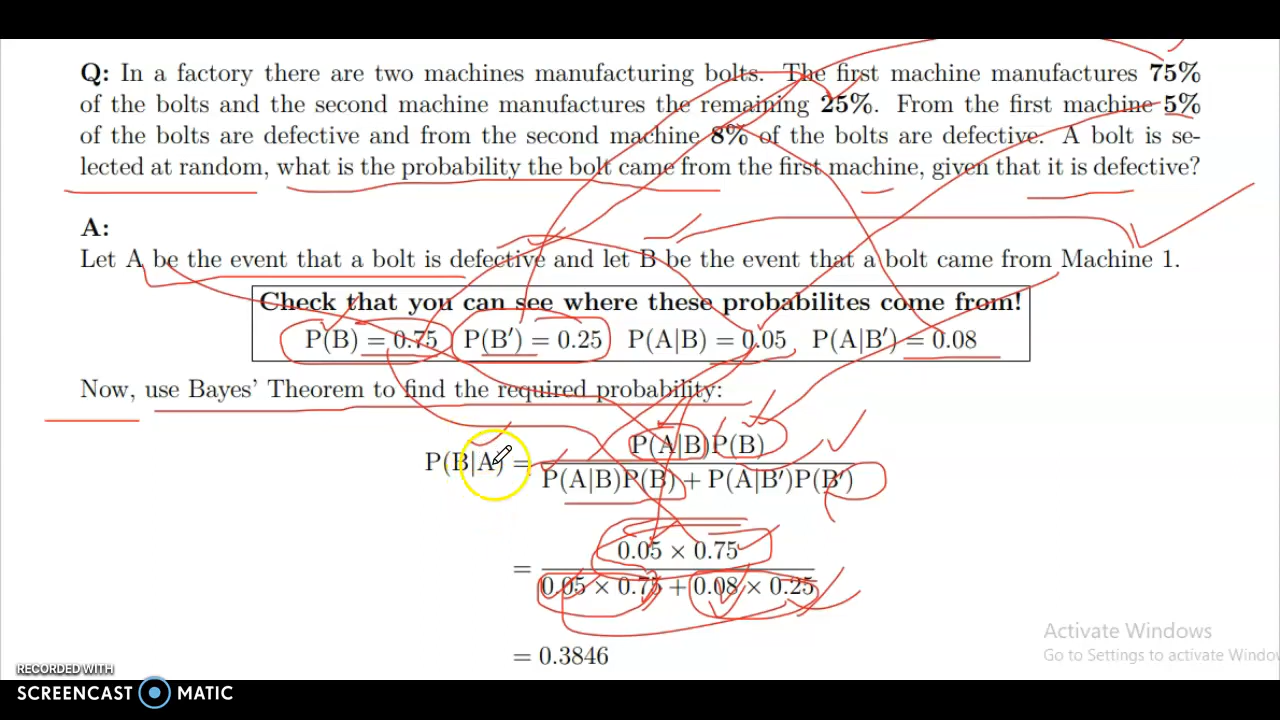 Q: In a factory there are two machines manufacturing bolts. The first machine manufactures 75%
of the bolts and the second machine manufactures the remaining 25%. From the first machine 5%
of the bolts are defective and from the second machine 8% of the bolts are defective. A bolt is se-
lected at random, what is the probability the bolt came from the first machine, given that it is defective?
A:
Let A be the event that a bolt is defective and let B be the event that a bolt came from Machine 1.
Check that you can see where these probabilites come from!
P(B) = 0.75 P(B′) = 0.25 P(A|B) = 0.05 P(A|B′) = 0.08
Now, use Bayes' Theorem to find the required probability:
P(A|B)P(B)
P(B|A) =
P(A|B)P(B) + P(A|B′)P(B′)
0.05 × 0.75
=
0.05 × 0.75 + 0.08 × 0.25
= 0.3846
Activate Windows
Go to Settings to activate Windo
RECORDED WITH
SCREENCAST MATIC